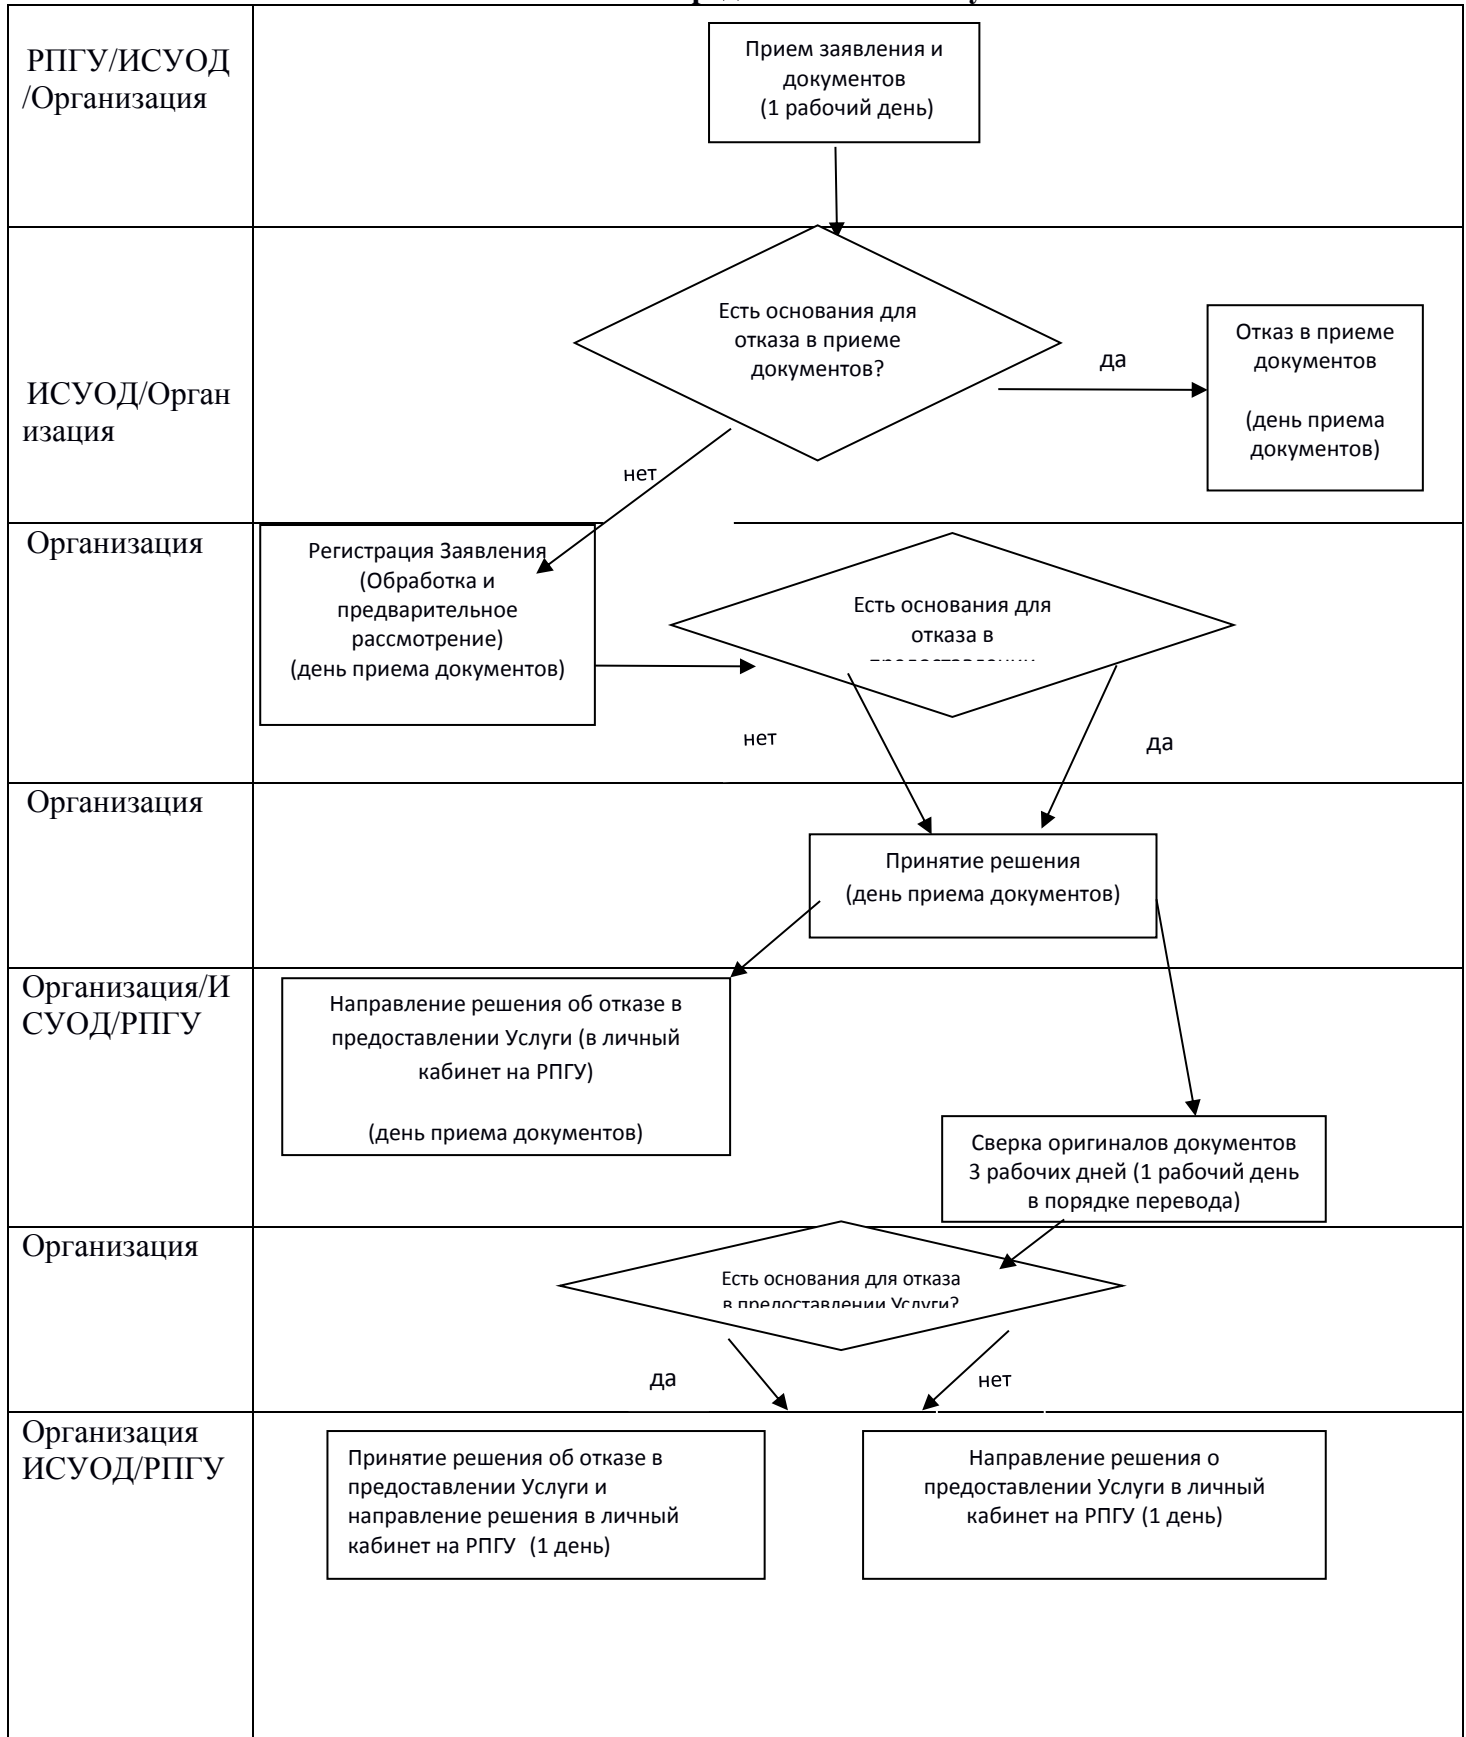 РПГУ/ИСУОД
/Организация
Прием заявления и
документов
(1 рабочий день)
ИСУОД/Орган
изация
Есть основания для
отказа в приеме
документов?
да
Отказ в приеме
документов
(день приема
документов)
нет
Организация
Регистрация Заявления
(Обработка и
предварительное
рассмотрение)
(день приема документов)
Есть основания для
отказа в
нет
да
Организация
Принятие решения
(день приема документов)
Организация/И
СУОД/РПГУ
Направление решения об отказе в
предоставлении Услуги (в личный
кабинет на РПГУ)
(день приема документов)
Сверка оригиналов документов
3 рабочих дней (1 рабочий день
в порядке перевода)
Организация
Есть основания для отказа
в предоставлении Услуги?
да
нет
Организация
ИСУОД/РПГУ
Принятие решения об отказе в
предоставлении Услуги и
направление решения в личный
кабинет на РПГУ (1 день)
Направление решения о
предоставлении Услуги в личный
кабинет на РПГУ (1 день)